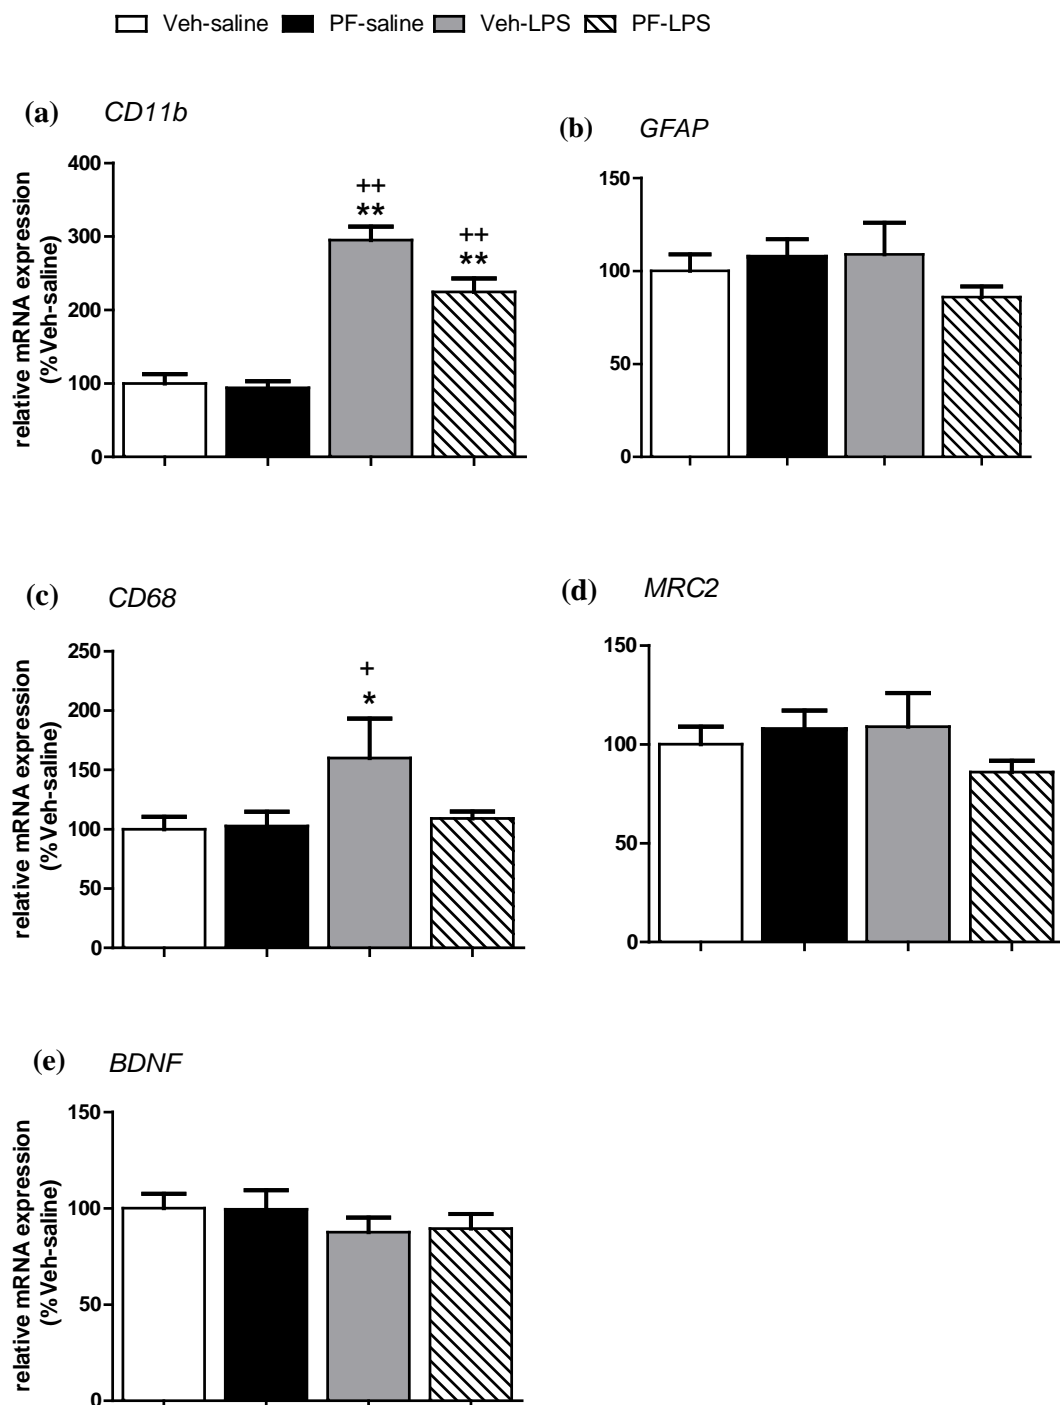 Veh-saline PF-saline Veh-LPS PF-LPS
(a) CD11b
relative mRNA expression
(%Veh-saline)
400
300
200
100
0
++
**
++
**
(b) GFAP
150
100
50
0
(c) CD68
relative mRNA expression
(%Veh-saline)
250
200
150
100
50
0
+
*
(d) MRC2
150
100
50
0
(e) BDNF
relative mRNA expression
(%Veh-saline)
150
100
50
0